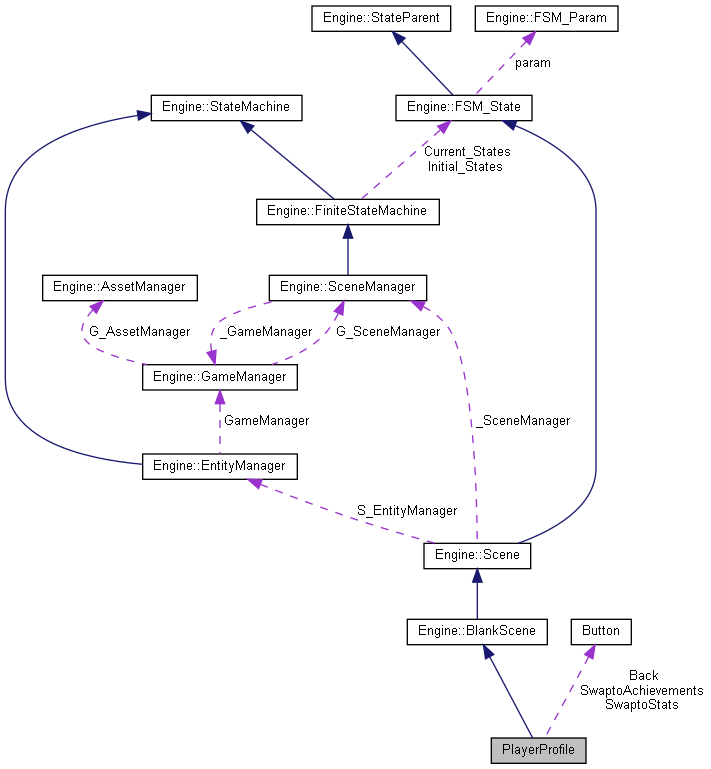 Engine::StateParent
Engine::FSM_Param
param
Engine::StateMachine
Engine::FSM_State
Current_States
Initial_States
Engine::FiniteStateMachine
Engine::AssetManager
Engine::SceneManager
G_AssetManager
_GameManager
G_SceneManager
Engine::GameManager
GameManager
_SceneManager
Engine::EntityManager
S_EntityManager
Engine::Scene
Engine::BlankScene
Button
Back
SwaptoAchievements
SwaptoStats
PlayerProfile